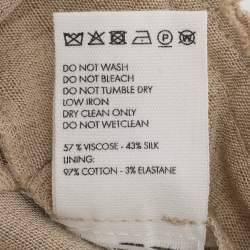 DO NOT WASH
DO NOT BLEACH
DO NOT TUMBLE DRY
LOW IRON
DRY CLEAN ONLY
DO NOT WETCLEAN
57 % VISCOSE - 43% SILK
LINING:
97% COTTON - 3% ELASTANE